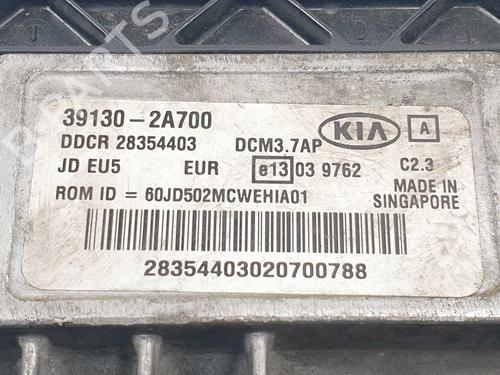 39130-2A700 KIA A
DDCR 28354403 DCM3.7AP
JD EU5 EUR e13 03 9762 C2.3
ROM ID = 60JD502MCWEHIA01 MADE IN SINGAPORE
28354403020700788